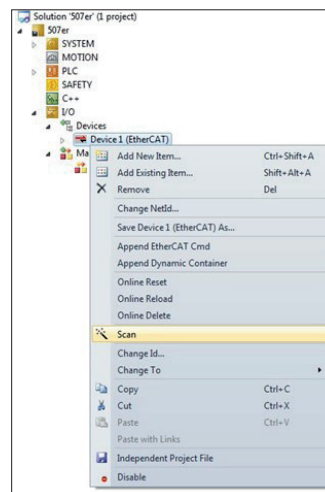 Solution '507er' (1 project)
507er
SYSTEM
MOTION
PLC
SAFETY
C++
I/O
Devices
Device 1 (EtherCAT)
Ma
Add New Item... Ctrl+Shift+A
Add Existing Item... Shift+Alt+A
Remove Del
Change NetId...
Save Device 1 (EtherCAT) As...
Append EtherCAT Cmd
Append Dynamic Container
Online Reset
Online Reload
Online Delete
Scan
Change Id...
Change To
Copy Ctrl+C
Cut Ctrl+X
Paste Ctrl+V
Paste with Links
Independent Project File
Disable